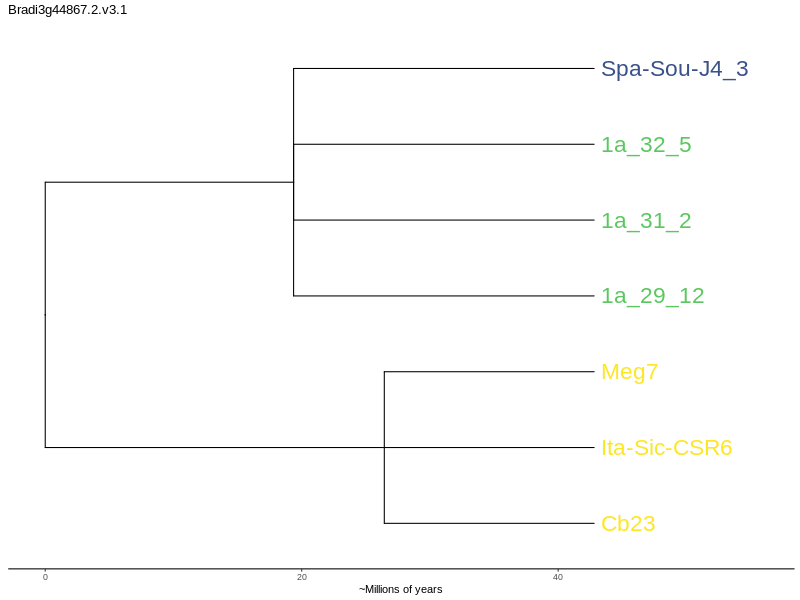 Bradi3g44867.2.v3.1
Spa-Sou-J4_3
1a_32_5
1a_31_2
1a_29_12
Meg7
Ita-Sic-CSR6
Cb23
0 20 40
~Millions of years